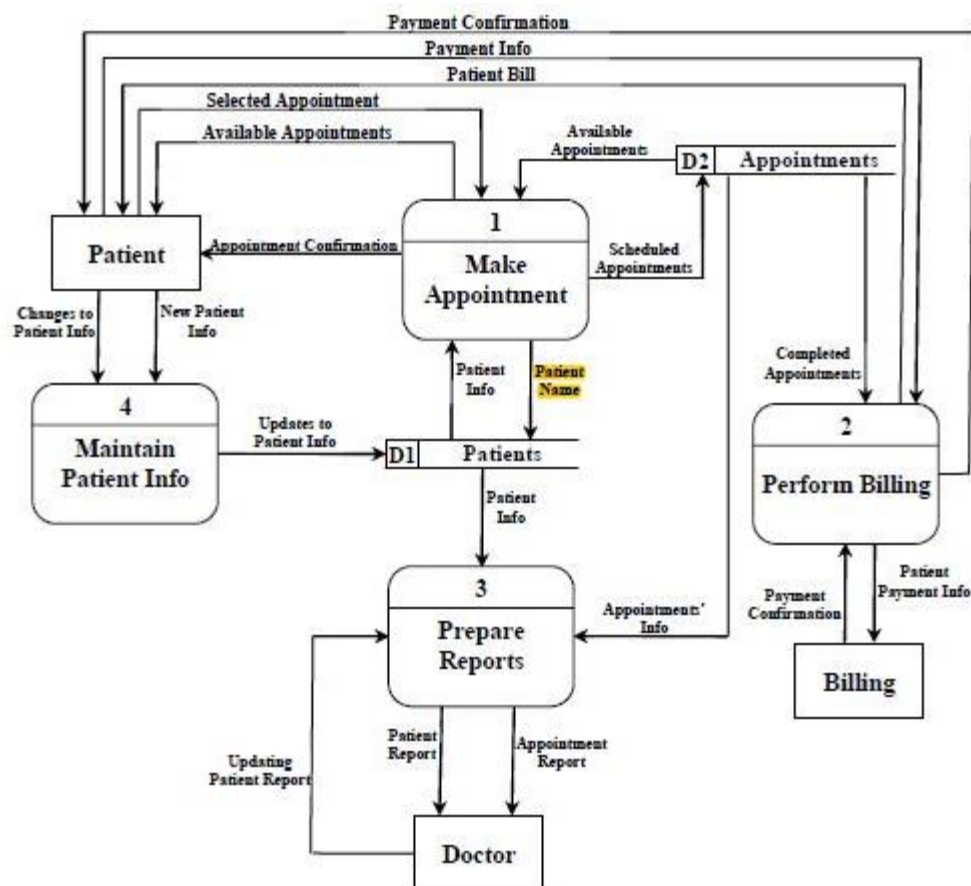 Payment Confirmation
Payment Info
Patient Bill
Selected Appointment
Available Appointments
Available
Appointments
D2 Appointments
1
Make
Appointment
Patient
Appointment Confirmation
Scheduled
Appointments
Changes to
Patient Info
New Patient
Info
Patient
Info
Patient
Name
Completed
Appointments
4
Maintain
Patient Info
Updates to
Patient Info
D1 Patients
2
Perform Billing
Patient
Info
3
Prepare
Reports
Appointments'
Info
Payment
Confirmation
Patient
Payment Info
Billing
Patient
Report
Appointment
Report
Updating
Patient Report
Doctor